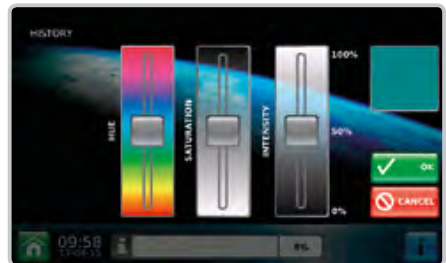 HISTORY
100%
HUE
SATURATION
INTENSITY
50%
OK
CANCEL
0%
09:58
0%
i